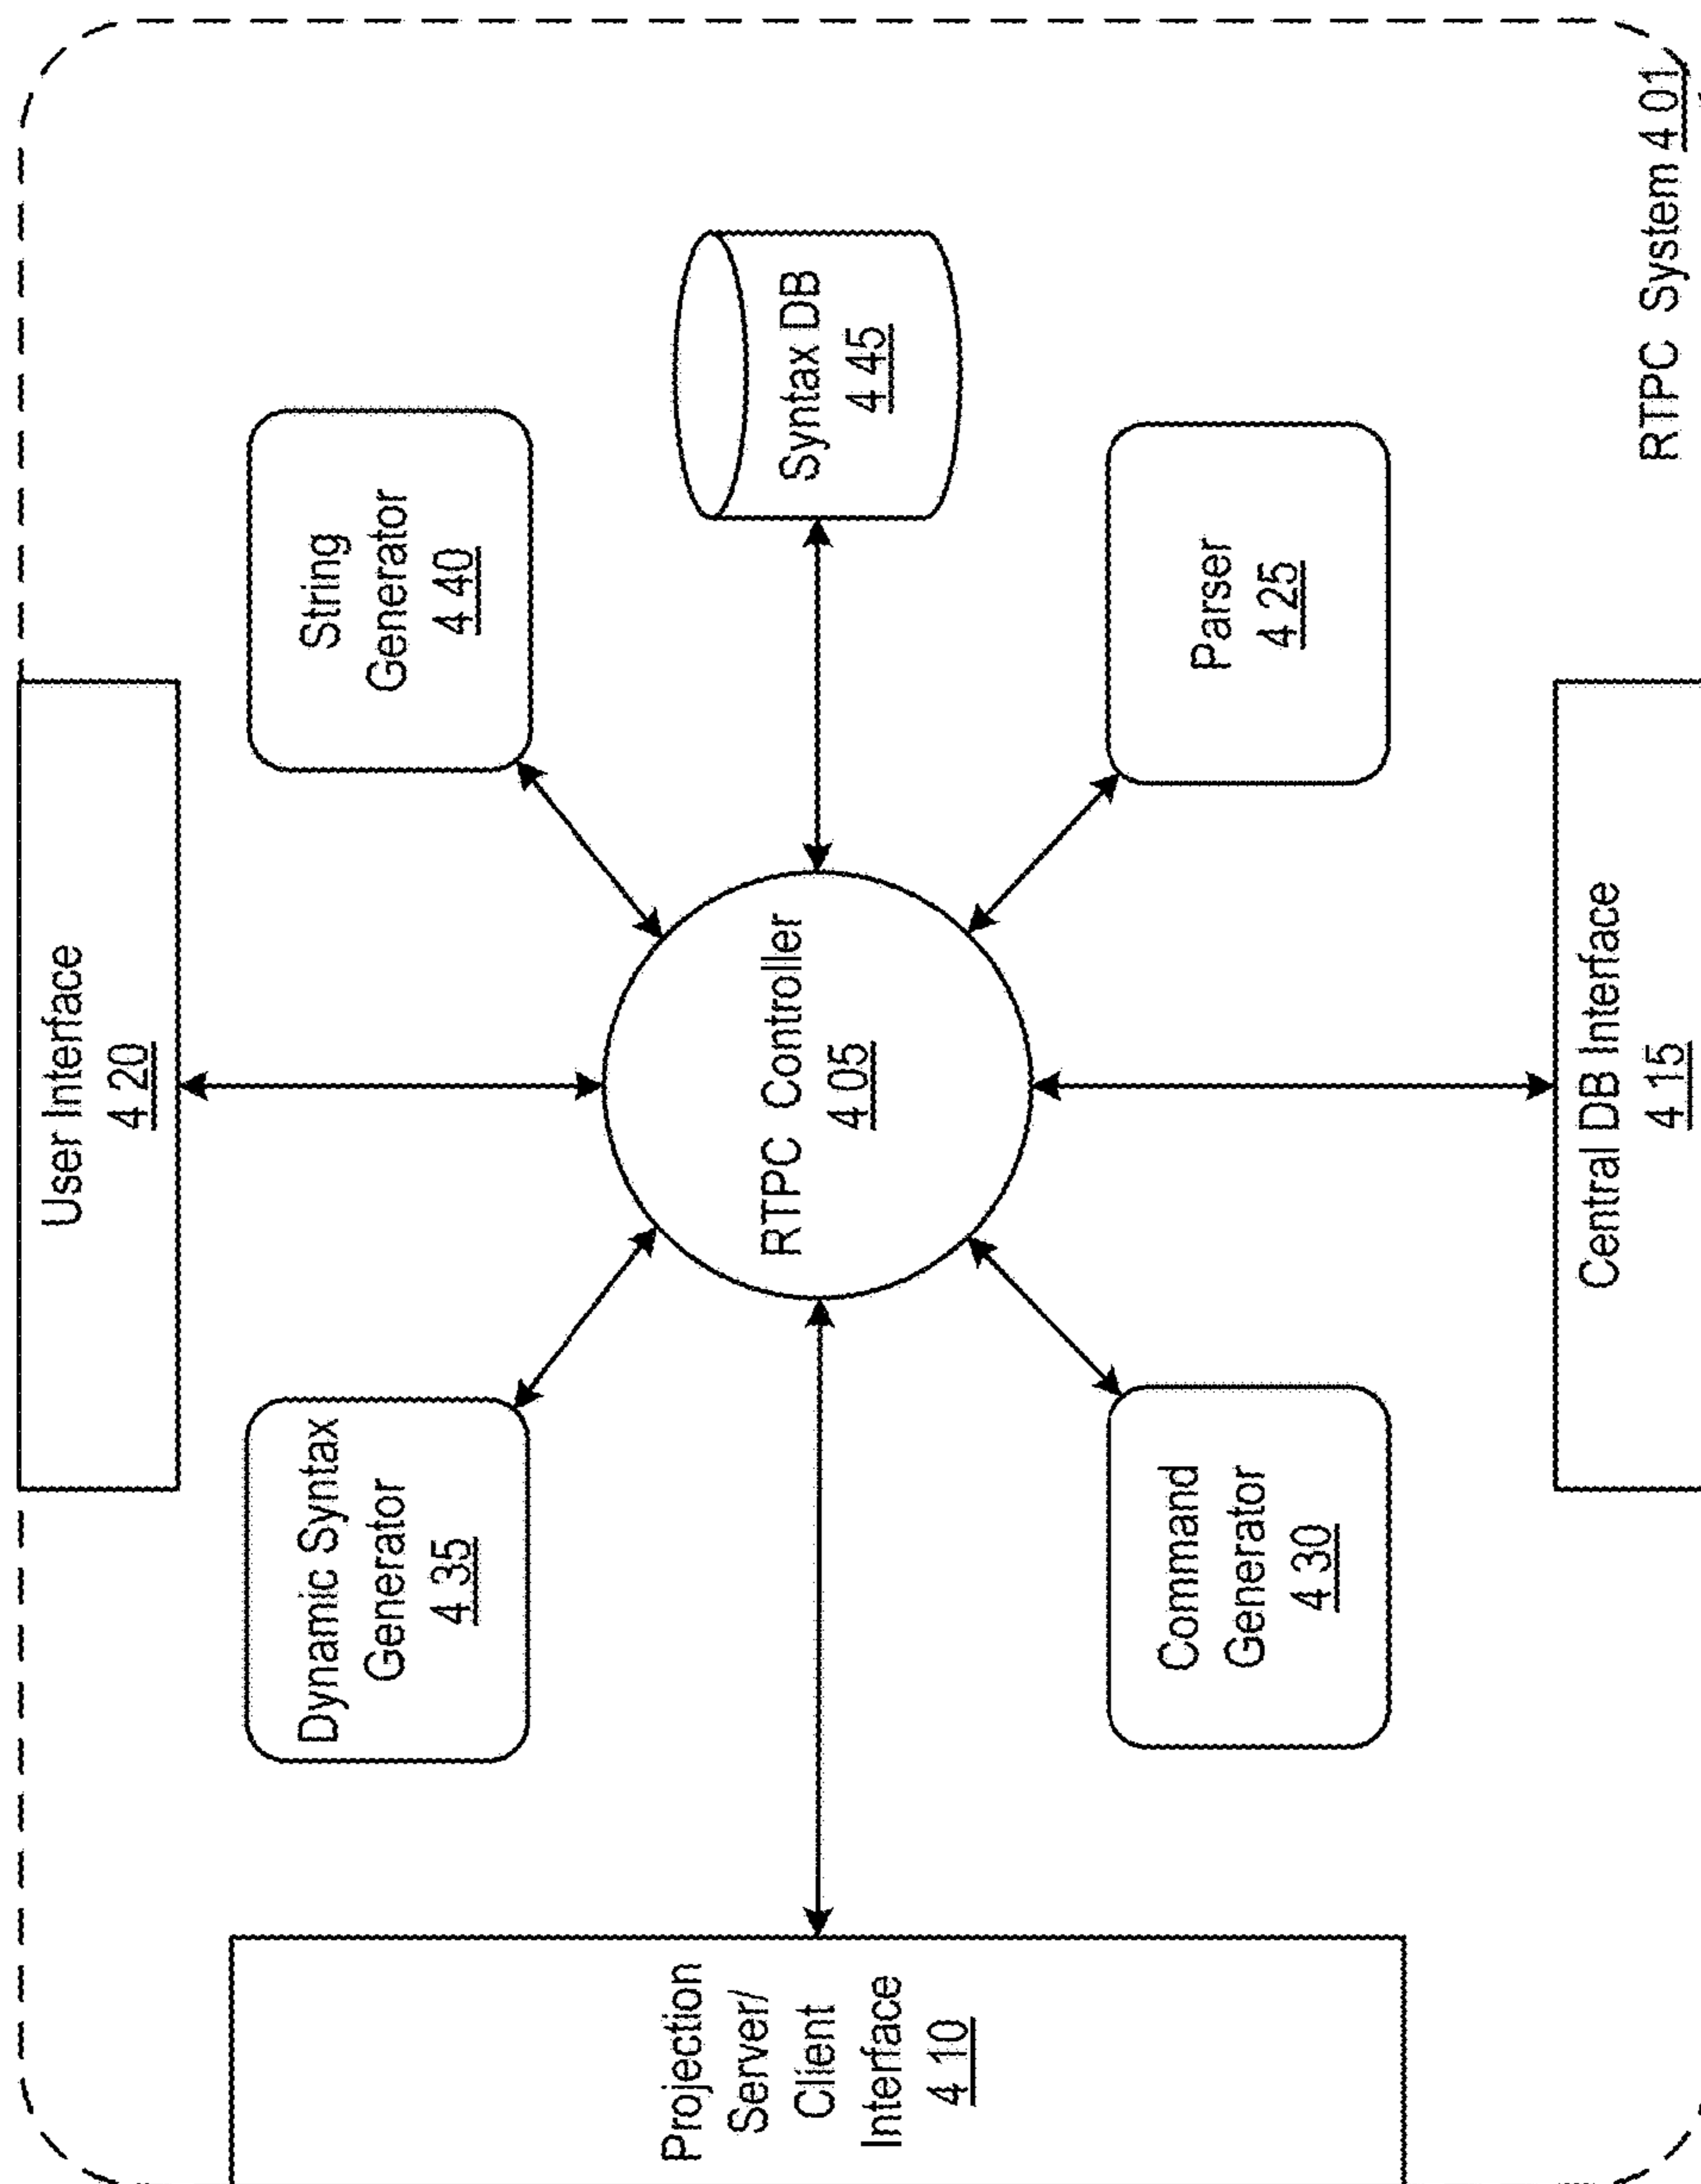 User Interface
4 20
Dynamic Syntax
Generator
4 35
String
Generator
4 40
Projection
Server/
Client
Interface
4 10
RTPC Controller
4 05
Syntax DB
4 45
Command
Generator
4 30
Parser
4 25
Central DB Interface
4 15
RTPC System 4 01